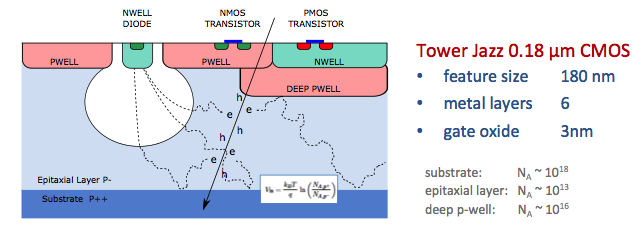 NWELL
DIODE
NMOS
TRANSISTOR
PMOS
TRANSISTOR
PWELL
PWELL
NWELL
DEEP PWELL
h
e
e
h
h
e
e
h
Epitaxial Layer P-
Substrate P++
Tower Jazz 0.18 µm CMOS
• feature size 180 nm
• metal layers 6
• gate oxide 3nm
substrate: N_A ~ 10^18
epitaxial layer: N_A ~ 10^13
deep p-well: N_A ~ 10^16